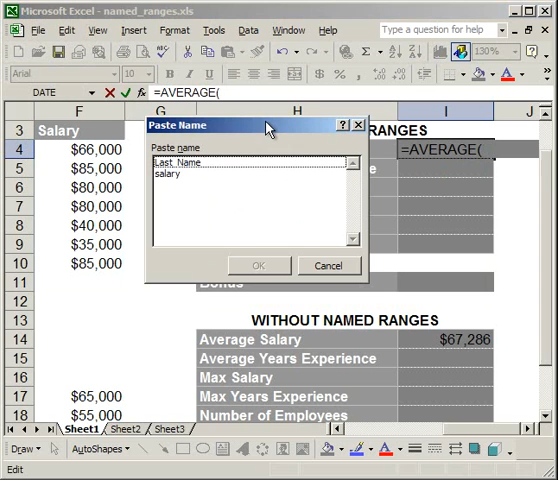 Microsoft Excel - named_ranges.xls
File Edit View Insert Format Tools Data Window Help Type a question for help
130%
Arial 10 B I U $ % ,
DATE =AVERAGE(
F G H I J
3 Salary RANGES
4 $66,000 =AVERAGE(
5 $85,000
6 $80,000
7 $80,000
8 $40,000
9 $35,000
10 $85,000
Paste Name
Paste name
Last_Name
salary
OK Cancel
11 Bonus
12
13 WITHOUT NAMED RANGES
14 Average Salary $67,286
15 Average Years Experience
16 Max Salary
17 $65,000 Max Years Experience
18 $55,000 Number of Employees
Sheet1 Sheet2 Sheet3
Draw AutoShapes
Edit